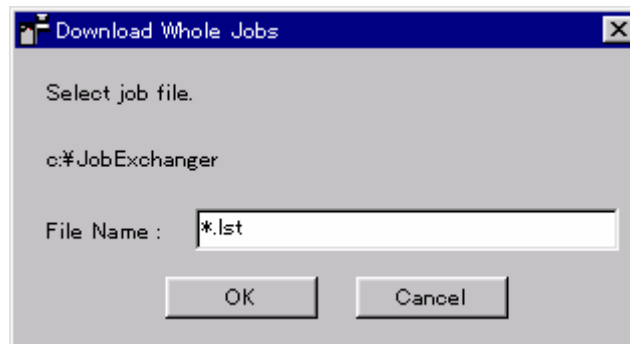 Download Whole Jobs
Select job file.
c:¥JobExchanger
File Name : *.lst
OK Cancel